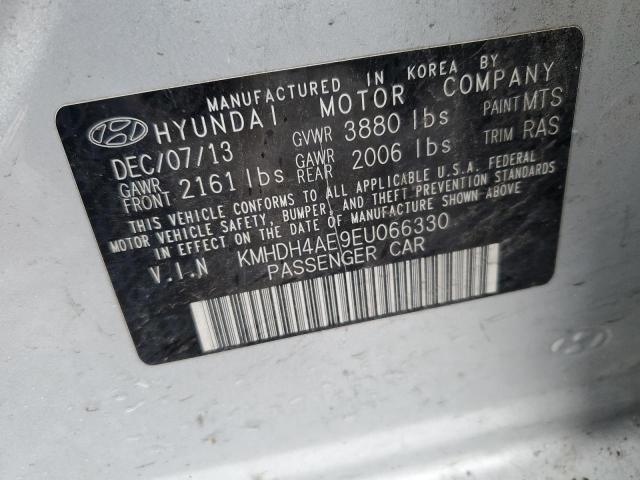 MANUFACTURED IN KOREA BY
HYUNDAI MOTOR COMPANY
DEC/07/13 GVWR 3880 lbs PAINT MTS
GAWR FRONT 2161 lbs GAWR REAR 2006 lbs TRIM RAS
THIS VEHICLE CONFORMS TO ALL APPLICABLE U.S.A. FEDERAL
MOTOR VEHICLE SAFETY, BUMPER, AND THEFT PREVENTION STANDARDS
IN EFFECT ON THE DATE OF MANUFACTURE SHOWN ABOVE
V.I.N KMHDH4AE9EU066330
PASSENGER CAR